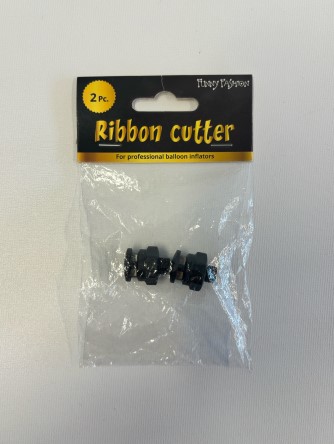 2 Pc.
Ribbon cutter
For professional balloon inflators